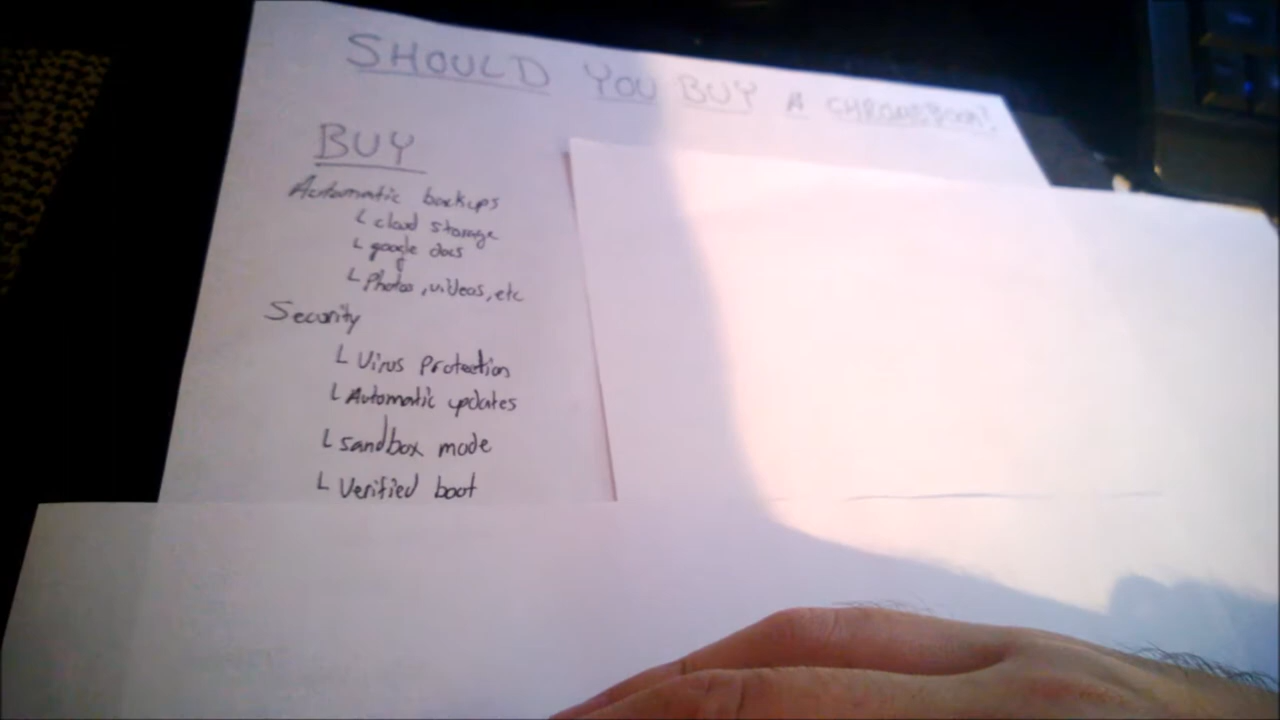 SHOULD YOU BUY A CHROMEBOOK?
BUY
Automatic backups
└ cloud storage
└ google docs
└ Photos, videos, etc
Security
└ Virus Protection
└ Automatic updates
└ sandbox mode
└ Verified boot